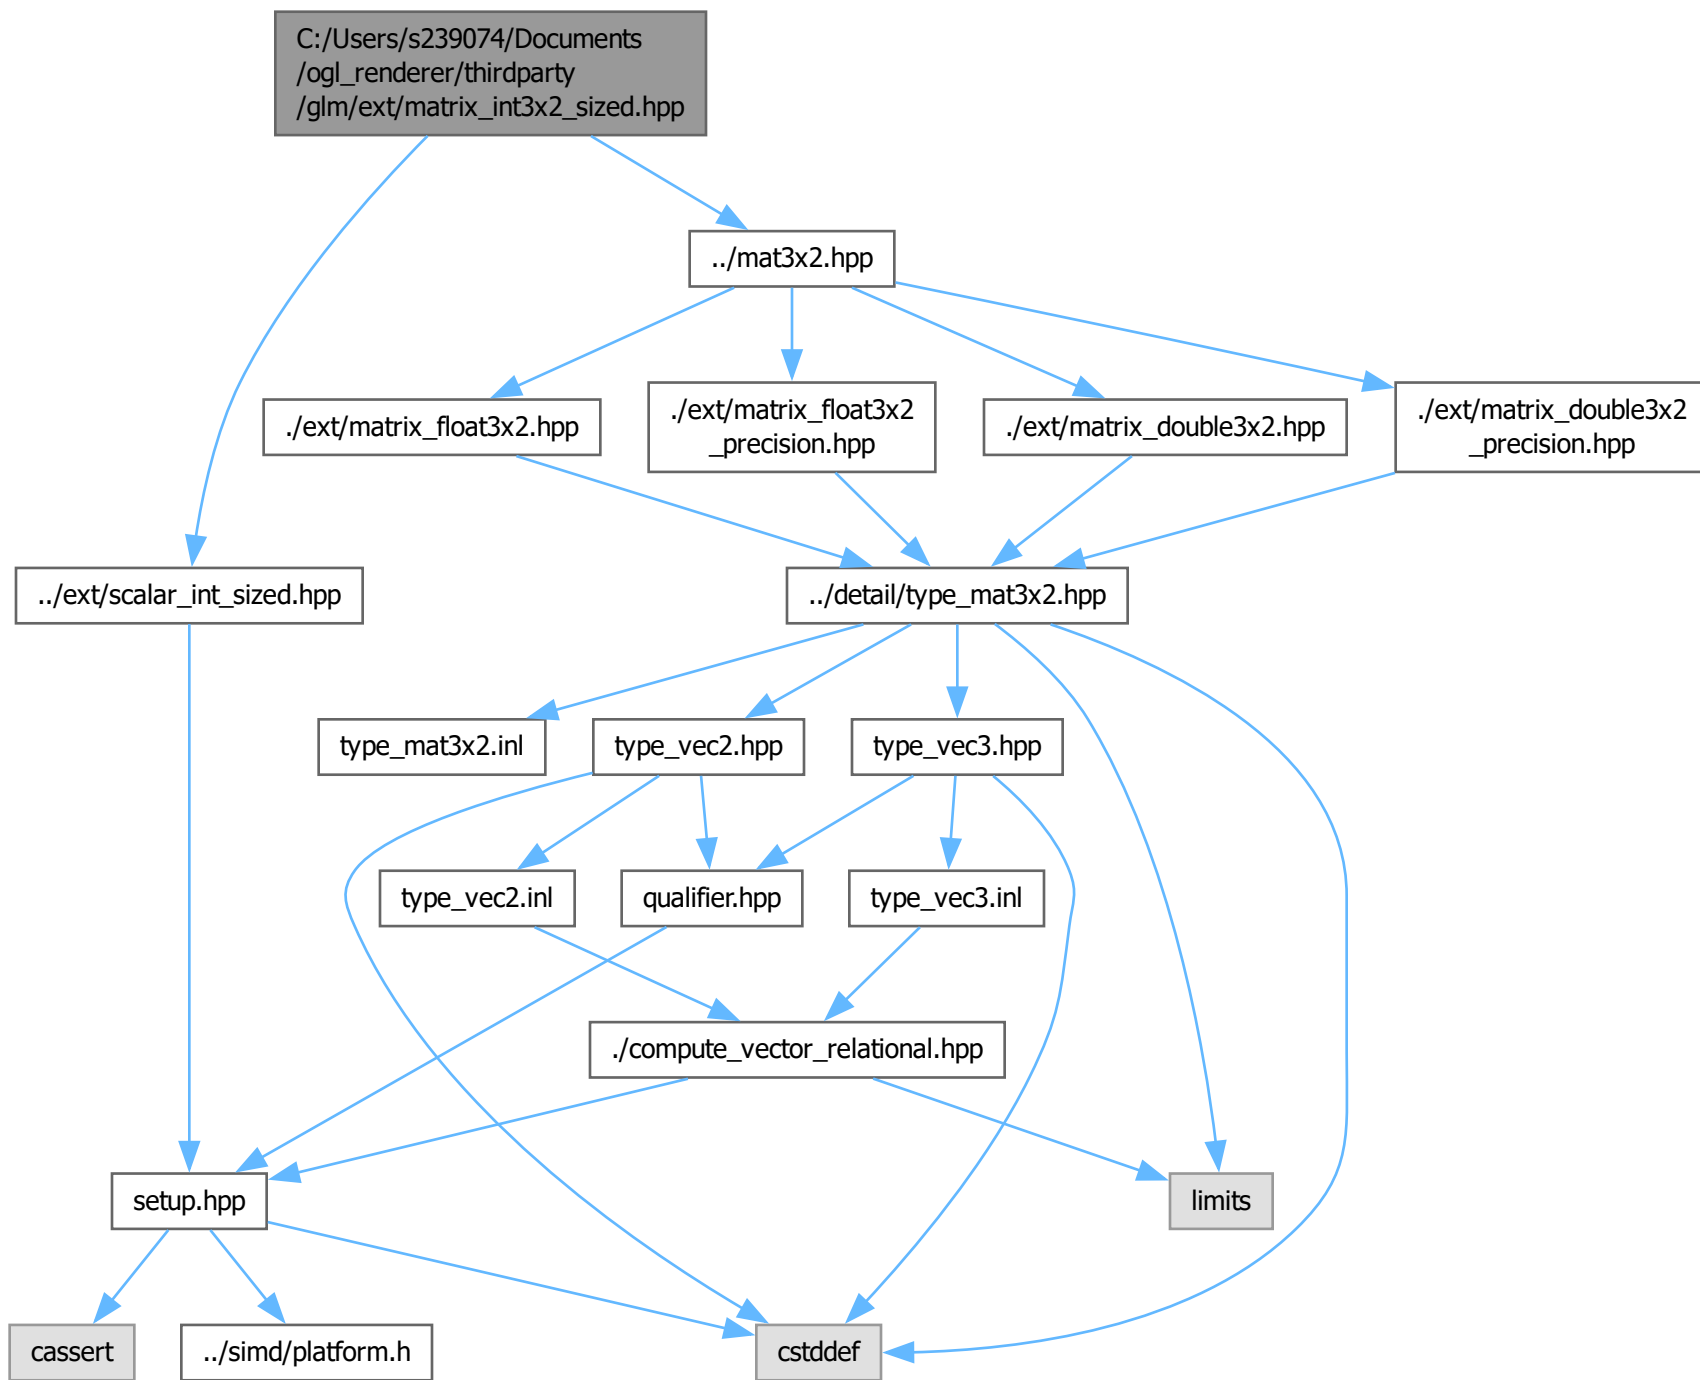 C:/Users/s239074/Documents
/ogl_renderer/thirdparty
/glm/ext/matrix_int3x2_sized.hpp
../mat3x2.hpp
./ext/matrix_float3x2.hpp
./ext/matrix_float3x2
_precision.hpp
./ext/matrix_double3x2.hpp
./ext/matrix_double3x2
_precision.hpp
../ext/scalar_int_sized.hpp
../detail/type_mat3x2.hpp
type_mat3x2.inl
type_vec2.hpp
type_vec3.hpp
type_vec2.inl
qualifier.hpp
type_vec3.inl
./compute_vector_relational.hpp
setup.hpp
limits
cassert
../simd/platform.h
cstddef